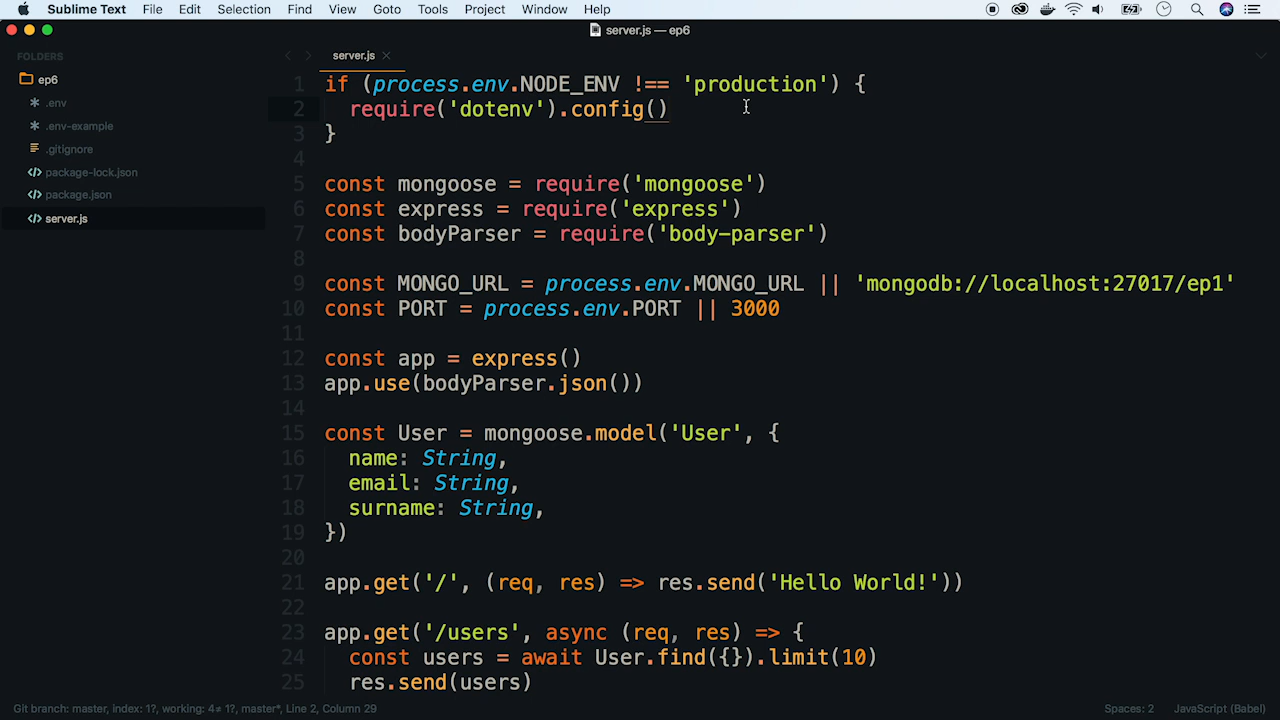 Sublime Text File Edit Selection Find View Goto Tools Project Window Help
server.js — ep6
FOLDERS
ep6
.env
.env-example
.gitignore
package-lock.json
package.json
server.js
server.js
1 if (process.env.NODE_ENV !== 'production') {
2   require('dotenv').config()
3 }
4
5 const mongoose = require('mongoose')
6 const express = require('express')
7 const bodyParser = require('body-parser')
8
9 const MONGO_URL = process.env.MONGO_URL || 'mongodb://localhost:27017/ep1'
10 const PORT = process.env.PORT || 3000
11
12 const app = express()
13 app.use(bodyParser.json())
14
15 const User = mongoose.model('User', {
16   name: String,
17   email: String,
18   surname: String,
19 })
20
21 app.get('/', (req, res) => res.send('Hello World!'))
22
23 app.get('/users', async (req, res) => {
24   const users = await User.find({}).limit(10)
25   res.send(users)
Git branch: master, index: 1?, working: 4≠ 1?, master*, Line 2, Column 29 Spaces: 2 JavaScript (Babel)